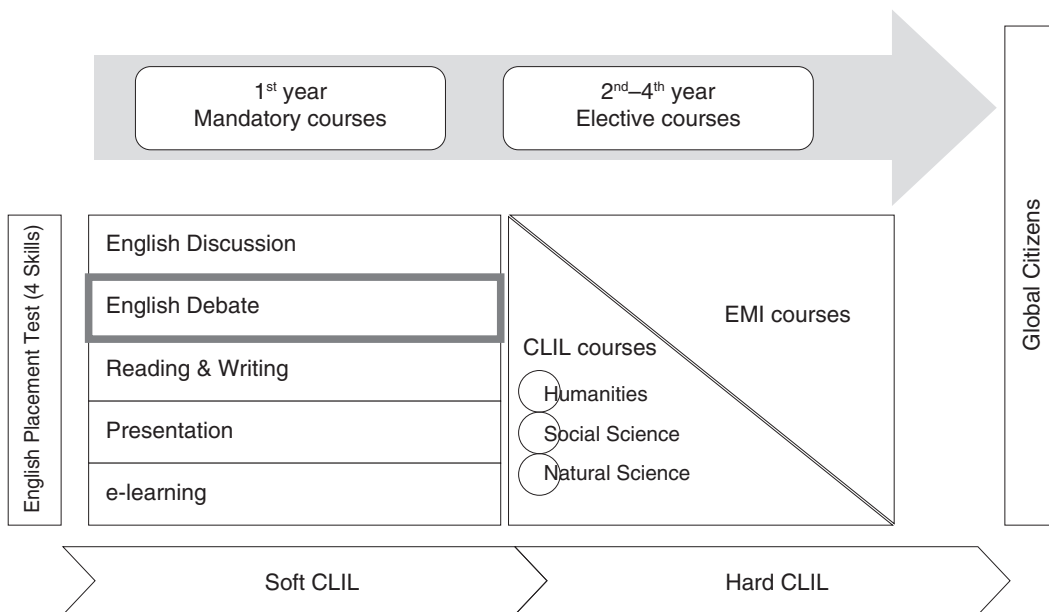 1st year
Mandatory courses
2nd–4th year
Elective courses
English Placement Test (4 Skills)
English Discussion
English Debate
Reading & Writing
Presentation
e-learning
EMI courses
CLIL courses
Humanities
Social Science
Natural Science
Global Citizens
Soft CLIL
Hard CLIL